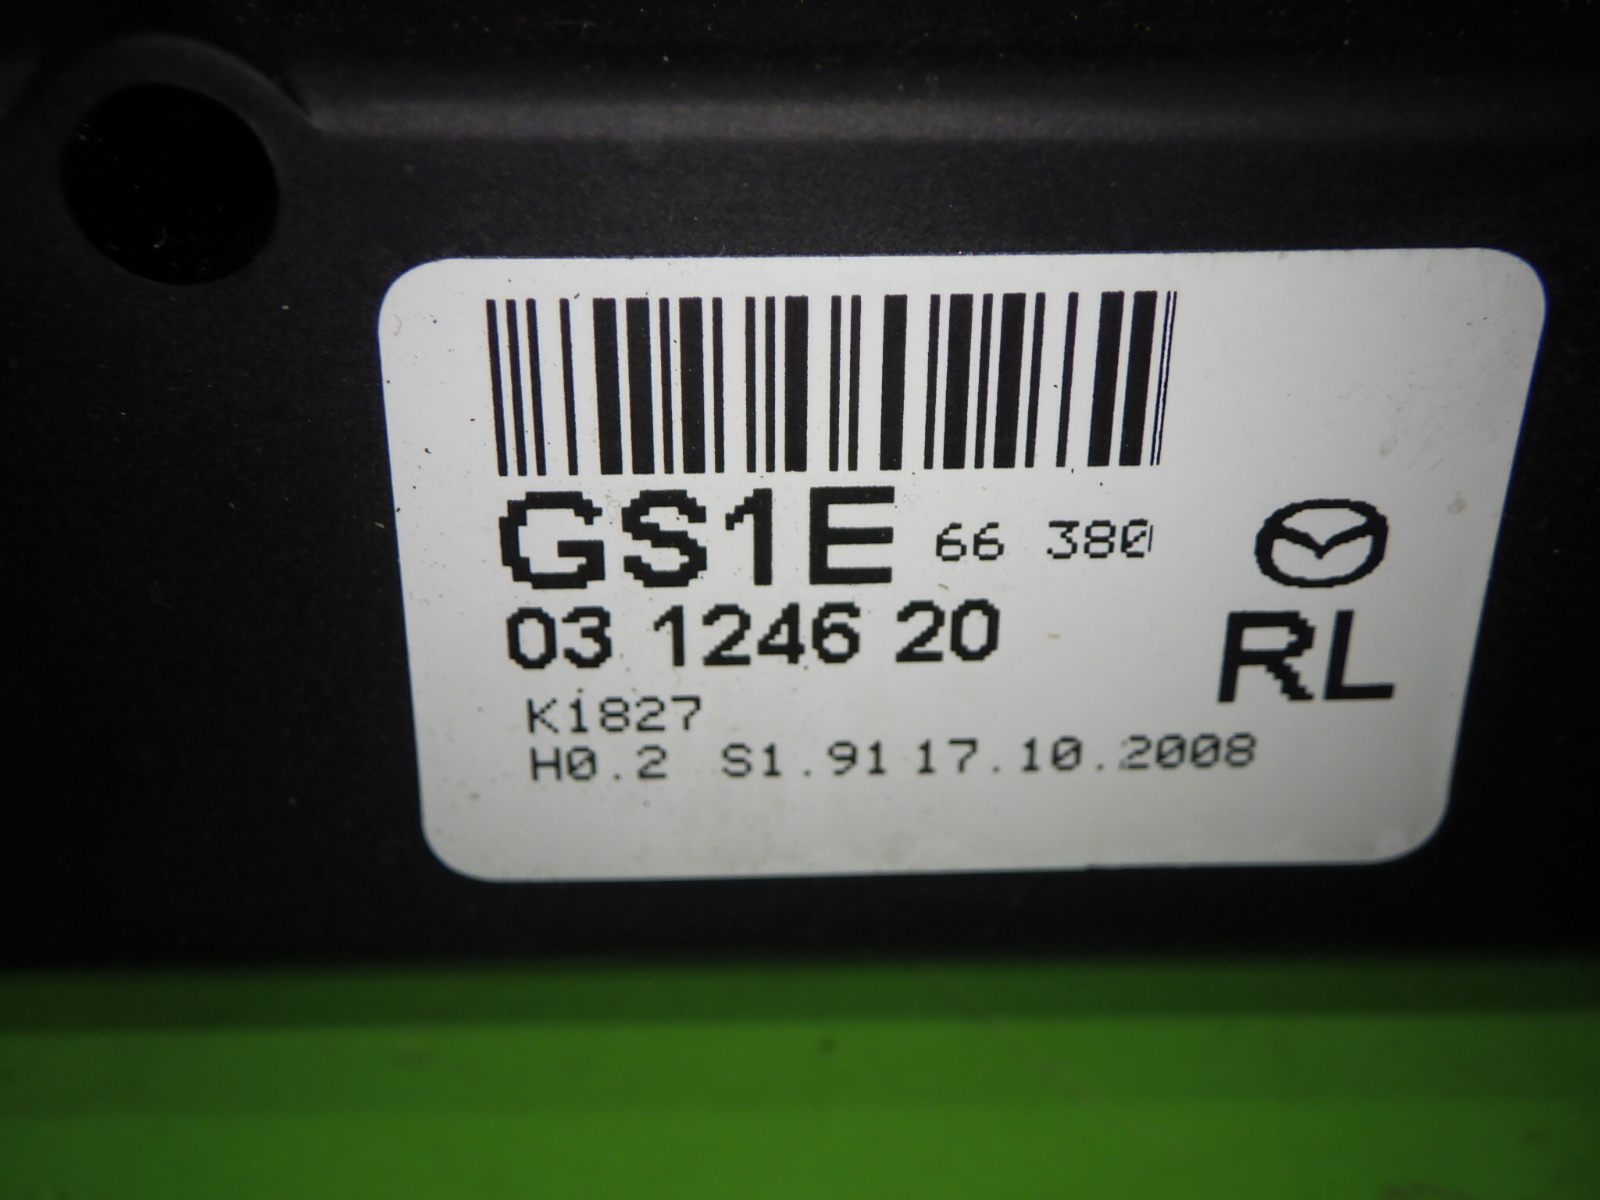 GS1E 66 380
03 1246 20 RL
K1827
H0.2 S1.91 17.10.2008